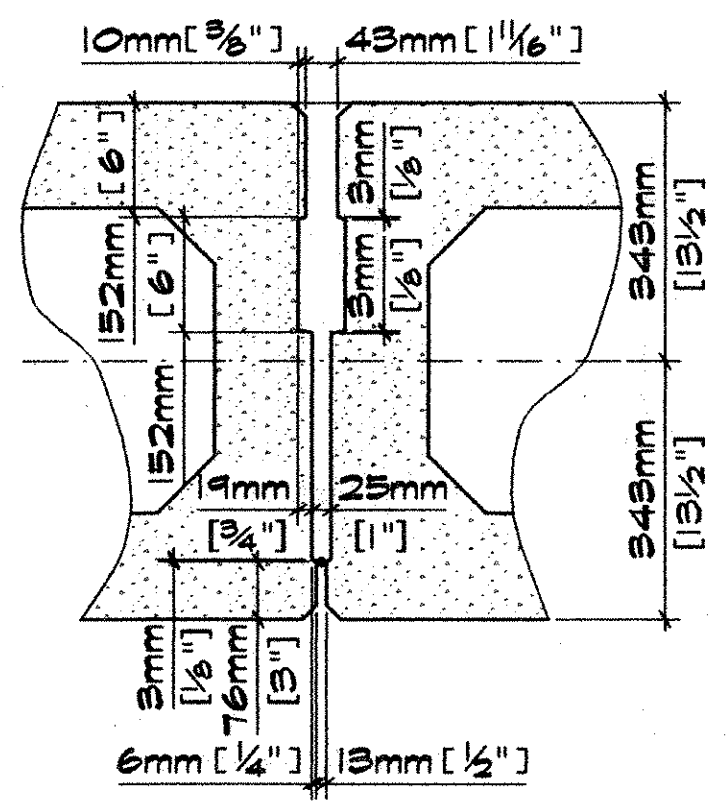 10mm [3/8"]
43mm [1 11/16"]
152mm
[6"]
152mm
[6"]
3mm
[1/8"]
3mm
[1/8"]
343mm
[13 1/2"]
343mm
[13 1/2"]
19mm
[3/4"]
25mm
[1"]
3mm
[1/8"]
76mm
[3"]
6mm [1/4"]
13mm [1/2"]